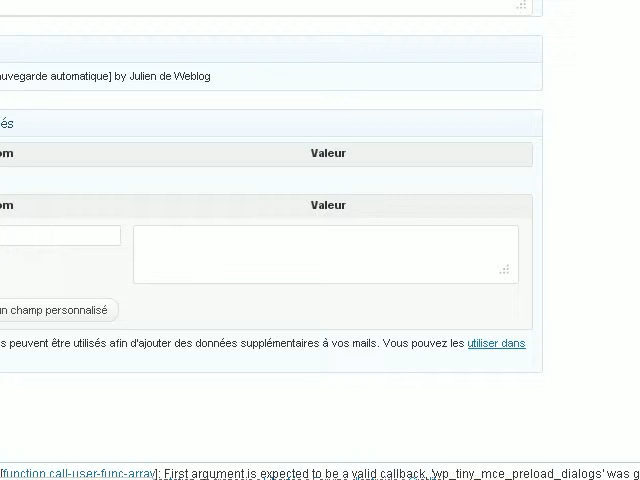 uvegarde automatique] by Julien de Weblog
és
om Valeur
om Valeur
un champ personnalisé
s peuvent être utilisés afin d'ajouter des données supplémentaires à vos mails. Vous pouvez les utiliser dans
[function.call-user-func-array]: First argument is expected to be a valid callback, 'wp_tiny_mce_preload_dialogs' was g